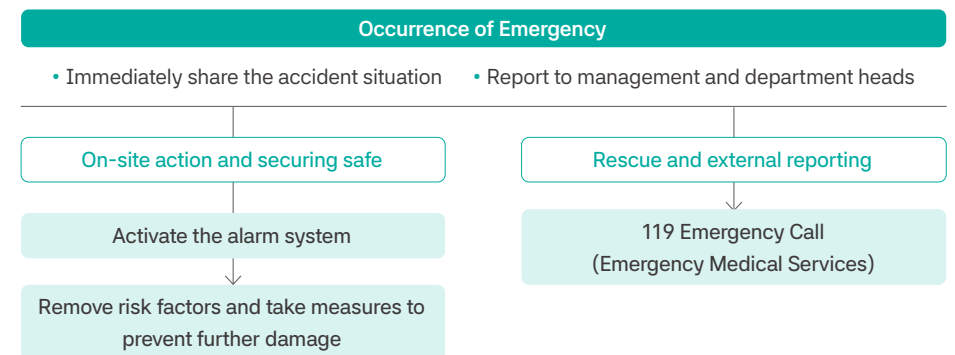 Occurrence of Emergency
• Immediately share the accident situation • Report to management and department heads
On-site action and securing safe
Rescue and external reporting
Activate the alarm system
119 Emergency Call
(Emergency Medical Services)
Remove risk factors and take measures to
prevent further damage